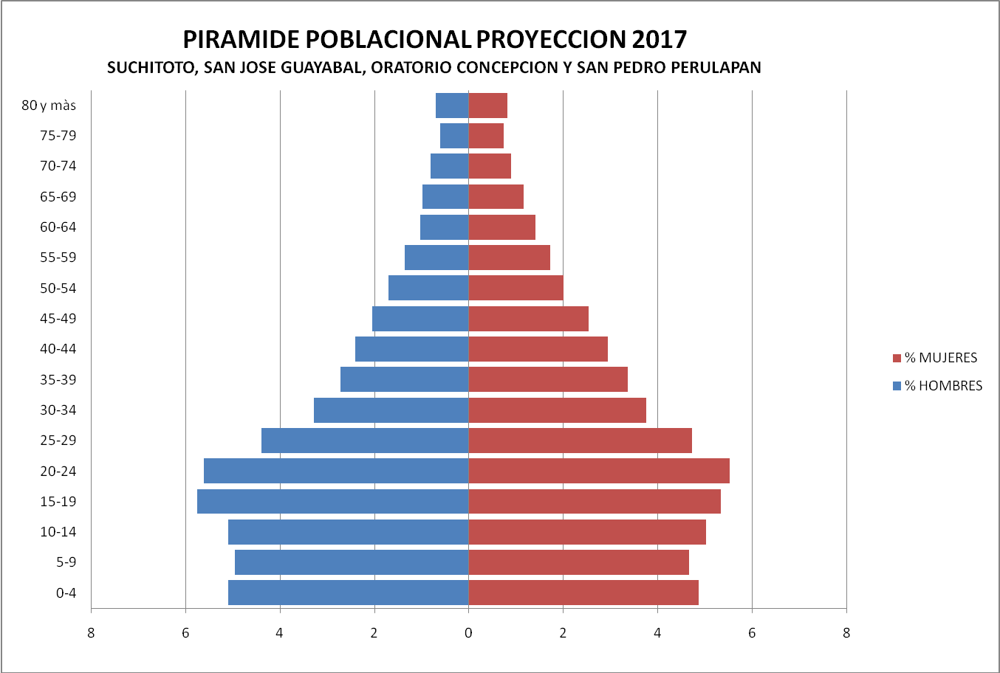 PIRAMIDE POBLACIONAL PROYECCION 2017
SUCHITOTO, SAN JOSE GUAYABAL, ORATORIO CONCEPCION Y SAN PEDRO PERULAPAN
80 y màs
75-79
70-74
65-69
60-64
55-59
50-54
45-49
40-44
35-39
30-34
25-29
20-24
15-19
10-14
5-9
0-4
8 6 4 2 0 2 4 6 8
% MUJERES
% HOMBRES